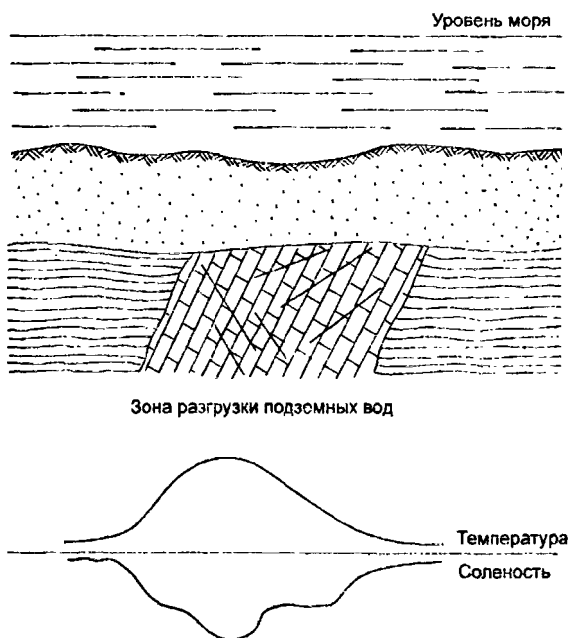 Уровень моря
Зона разгрузки подземных вод
Температура
Соленость